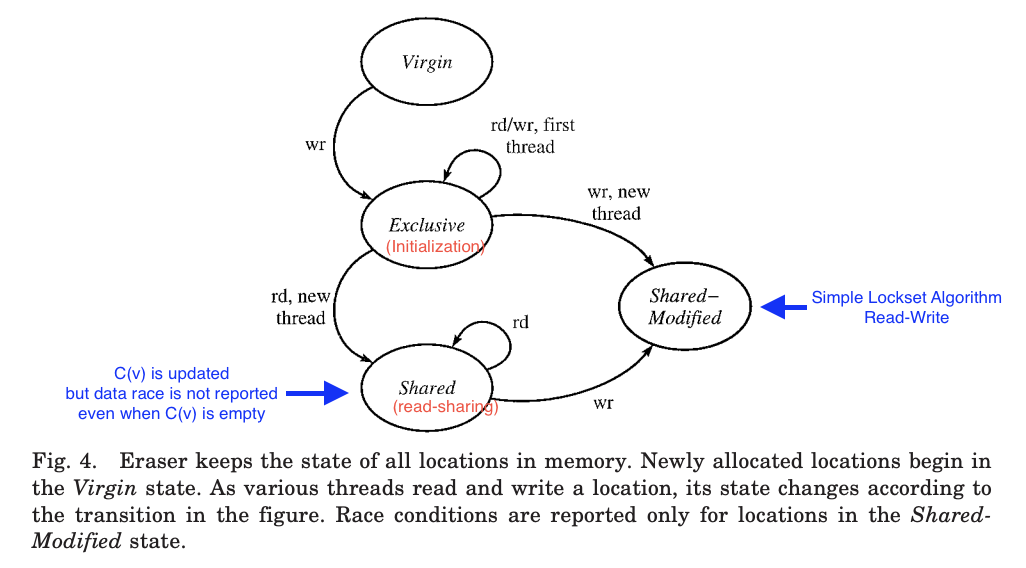 Virgin
wr
rd/wr, first
thread
wr, new
thread
Exclusive
(Initialization)
rd, new
thread
Shared–
Modified
Simple Lockset Algorithm
Read-Write
rd
C(v) is updated
but data race is not reported
even when C(v) is empty
Shared
(read-sharing)
wr
Fig. 4. Eraser keeps the state of all locations in memory. Newly allocated locations begin in
the Virgin state. As various threads read and write a location, its state changes according to
the transition in the figure. Race conditions are reported only for locations in the Shared-
Modified state.